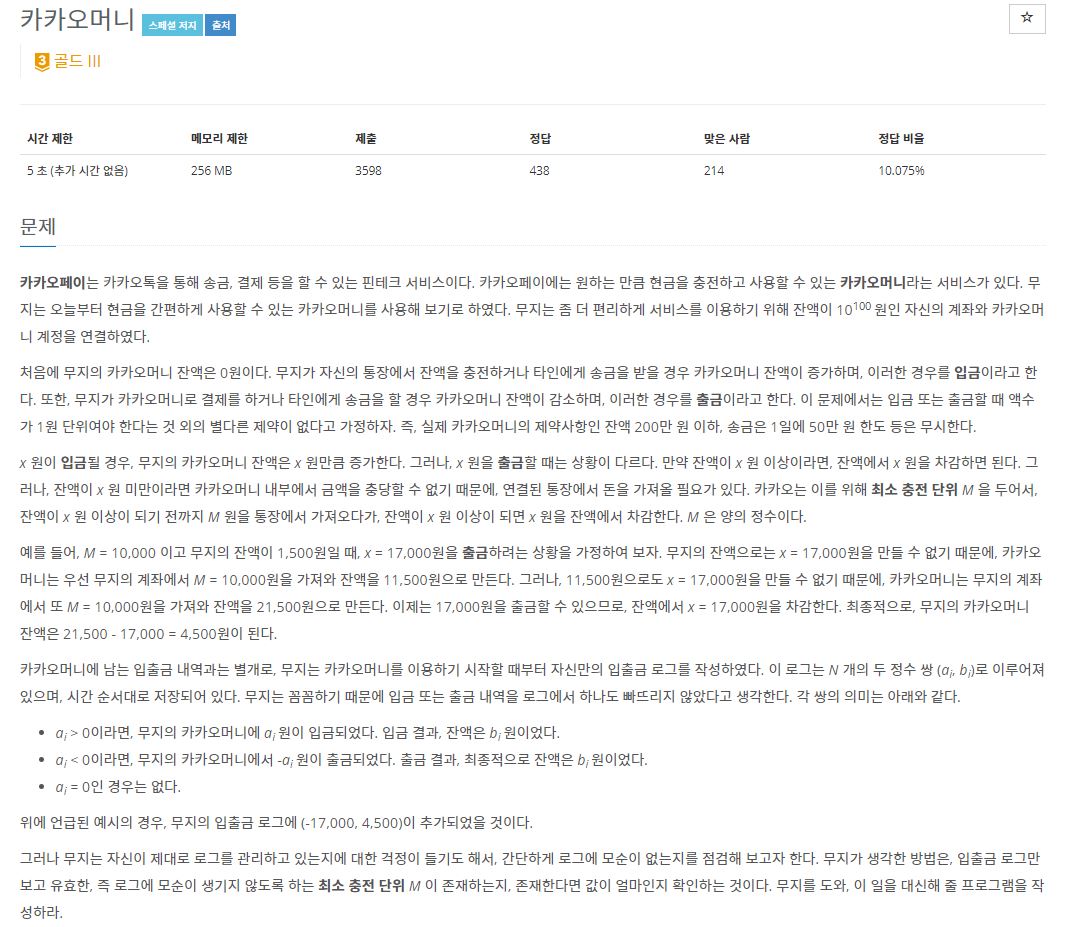 카카오머니 스페셜 저지 출처
☆
3 골드 III
시간 제한 메모리 제한 제출 정답 맞은 사람 정답 비율
5 초 (추가 시간 없음) 256 MB 3598 438 214 10.075%
문제
카카오페이는 카카오톡을 통해 송금, 결제 등을 할 수 있는 핀테크 서비스이다. 카카오페이에는 원하는 만큼 현금을 충전하고 사용할 수 있는 카카오머니라는 서비스가 있다. 무
지는 오늘부터 현금을 간편하게 사용할 수 있는 카카오머니를 사용해 보기로 하였다. 무지는 좀 더 편리하게 서비스를 이용하기 위해 잔액이 10^100 원인 자신의 계좌와 카카오머
니 계정을 연결하였다.
처음에 무지의 카카오머니 잔액은 0원이다. 무지가 자신의 통장에서 잔액을 충전하거나 타인에게 송금을 받을 경우 카카오머니 잔액이 증가하며, 이러한 경우를 입금이라고 한
다. 또한, 무지가 카카오머니로 결제를 하거나 타인에게 송금을 할 경우 카카오머니 잔액이 감소하며, 이러한 경우를 출금이라고 한다. 이 문제에서는 입금 또는 출금할 때 액수
가 1원 단위여야 한다는 것 외의 별다른 제약이 없다고 가정하자. 즉, 실제 카카오머니의 제약사항인 잔액 200만 원 이하, 송금은 1일에 50만 원 한도 등은 무시한다.
x 원이 입금될 경우, 무지의 카카오머니 잔액은 x 원만큼 증가한다. 그러나, x 원을 출금할 때는 상황이 다르다. 만약 잔액이 x 원 이상이라면, 잔액에서 x 원을 차감하면 된다. 그
러나, 잔액이 x 원 미만이라면 카카오머니 내부에서 금액을 충당할 수 없기 때문에, 연결된 통장에서 돈을 가져올 필요가 있다. 카카오는 이를 위해 최소 충전 단위 M 을 두어서,
잔액이 x 원 이상이 되기 전까지 M 원을 통장에서 가져오다가, 잔액이 x 원 이상이 되면 x 원을 잔액에서 차감한다. M 은 양의 정수이다.
예를 들어, M = 10,000 이고 무지의 잔액이 1,500원일 때, x = 17,000원을 출금하려는 상황을 가정하여 보자. 무지의 잔액으로는 x = 17,000원을 만들 수 없기 때문에, 카카오
머니는 우선 무지의 계좌에서 M = 10,000원을 가져와 잔액을 11,500원으로 만든다. 그러나, 11,500원으로도 x = 17,000원을 만들 수 없기 때문에, 카카오머니는 무지의 계좌
에서 또 M = 10,000원을 가져와 잔액을 21,500원으로 만든다. 이제는 17,000원을 출금할 수 있으므로, 잔액에서 x = 17,000원을 차감한다. 최종적으로, 무지의 카카오머니
잔액은 21,500 - 17,000 = 4,500원이 된다.
카카오머니에 남는 입출금 내역과는 별개로, 무지는 카카오머니를 이용하기 시작할 때부터 자신만의 입출금 로그를 작성하였다. 이 로그는 N 개의 두 정수 쌍 (a_i, b_i)로 이루어져
있으며, 시간 순서대로 저장되어 있다. 무지는 꼼꼼하기 때문에 입금 또는 출금 내역을 로그에서 하나도 빠뜨리지 않았다고 생각한다. 각 쌍의 의미는 아래와 같다.
• a_i > 0이라면, 무지의 카카오머니에 a_i 원이 입금되었다. 입금 결과, 잔액은 b_i 원이었다.
• a_i < 0이라면, 무지의 카카오머니에서 -a_i 원이 출금되었다. 출금 결과, 최종적으로 잔액은 b_i 원이었다.
• a_i = 0인 경우는 없다.
위에 언급된 예시의 경우, 무지의 입출금 로그에 (-17,000, 4,500)이 추가되었을 것이다.
그러나 무지는 자신이 제대로 로그를 관리하고 있는지에 대한 걱정이 들기도 해서, 간단하게 로그에 모순이 없는지를 점검해 보고자 한다. 무지가 생각한 방법은, 입출금 로그만
보고 유효한, 즉 로그에 모순이 생기지 않도록 하는 최소 충전 단위 M 이 존재하는지, 존재한다면 값이 얼마인지 확인하는 것이다. 무지를 도와, 이 일을 대신해 줄 프로그램을 작
성하라.